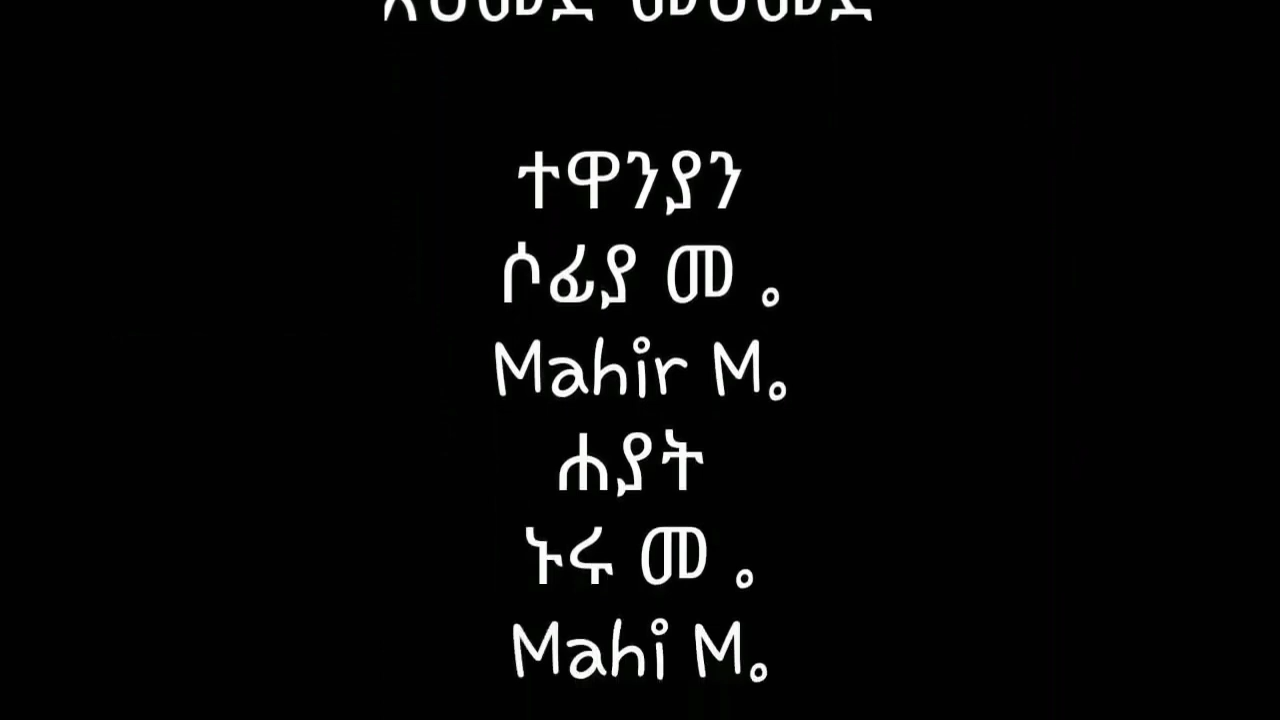 ተዋንያን
ሶፊያ መ .
Mahir M.
ሐያት
ኑሩ መ .
Mahi M.